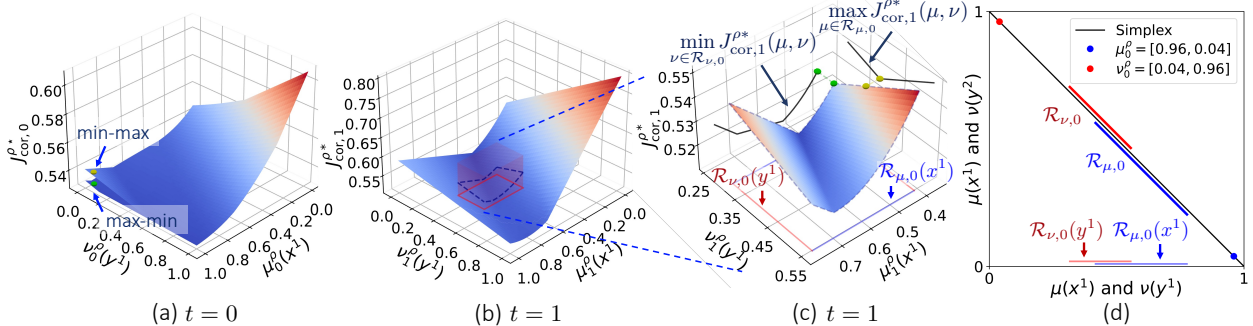 J^{ρ*}_{cor, 0}
0.60
0.58
0.56
0.54
min-max
max-min
0.0
0.2
0.4
0.6
0.8
1.0
ν^ρ_0(y^1)
0.0
0.2
0.4
0.6
0.8
1.0
μ^ρ_0(x^1)
(a) t = 0
J^{ρ*}_{cor, 1}
0.80
0.75
0.70
0.65
0.60
0.55
0.0
0.2
0.4
0.6
0.8
1.0
ν^ρ_1(y^1)
0.0
0.2
0.4
0.6
0.8
1.0
μ^ρ_1(x^1)
(b) t = 1
min_{ν∈R_{ν,0}} J^{ρ*}_{cor,1}(μ, ν)
max_{μ∈R_{μ,0}} J^{ρ*}_{cor,1}(μ, ν)
J^{ρ*}_{cor, 1}
0.55
0.54
0.53
0.52
R_{ν,0}(y^1)
R_{μ,0}(x^1)
0.25
0.35
0.45
0.55
ν^ρ_1(y^1)
0.4
0.5
0.6
0.7
μ^ρ_1(x^1)
(c) t = 1
1
μ(x^1) and ν(y^2)
Simplex
μ^ρ_0 = [0.96, 0.04]
ν^ρ_0 = [0.04, 0.96]
R_{ν,0}
R_{μ,0}
R_{ν,0}(y^1)
R_{μ,0}(x^1)
0
0
1
μ(x^1) and ν(y^1)
(d)